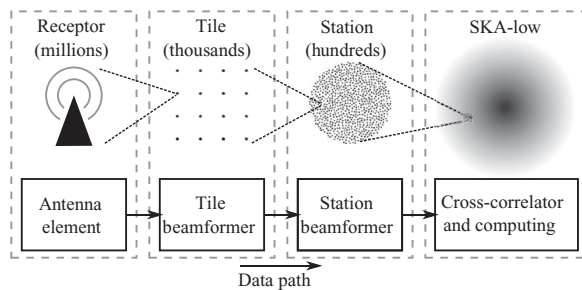 Receptor
(millions)
Tile
(thousands)
Station
(hundreds)
SKA-low
Antenna
element
Tile
beamformer
Station
beamformer
Cross-correlator
and computing
Data path